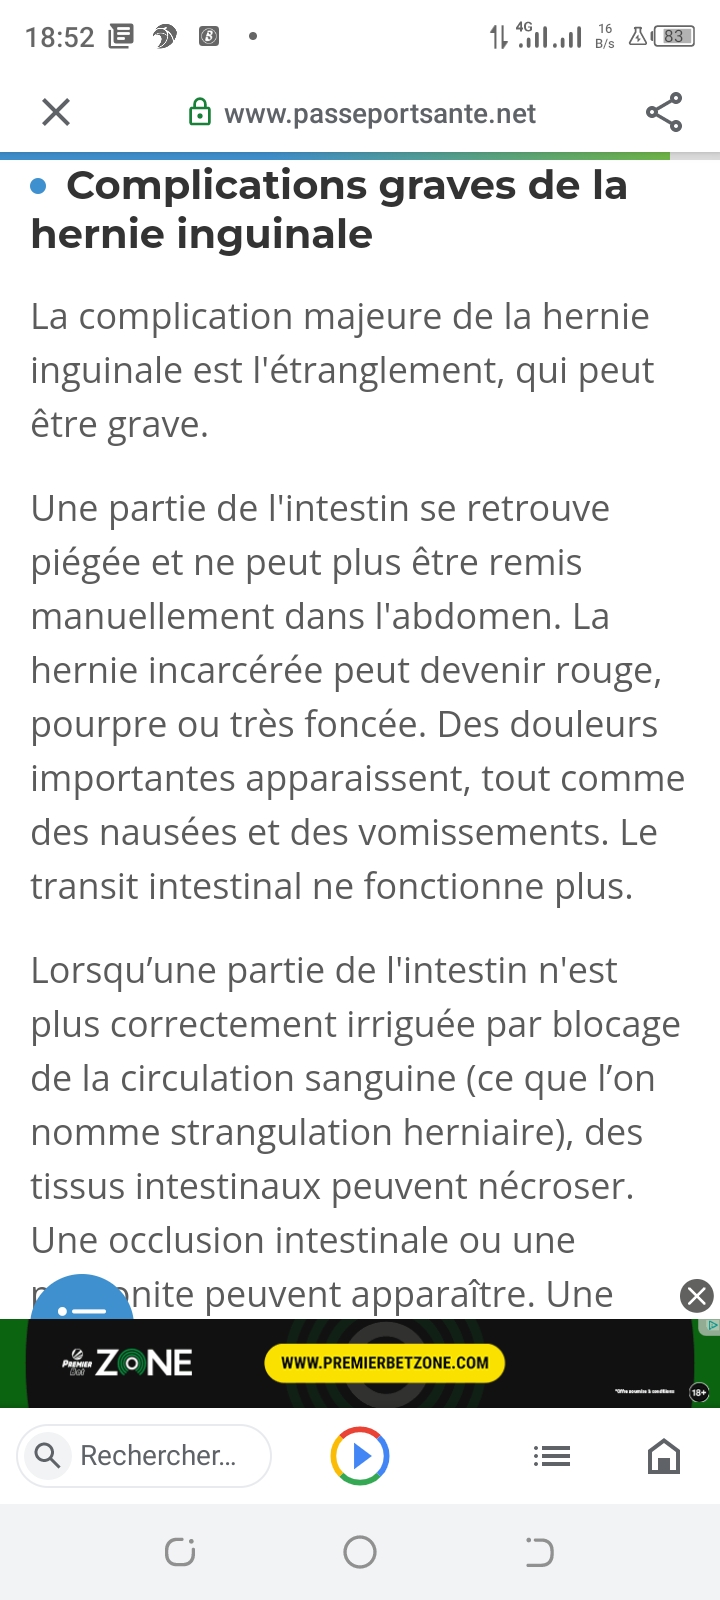 18:52
4G
16
B/s
83
www.passeportsante.net
Complications graves de la
hernie inguinale
La complication majeure de la hernie
inguinale est l'étranglement, qui peut
être grave.
Une partie de l'intestin se retrouve
piégée et ne peut plus être remis
manuellement dans l'abdomen. La
hernie incarcérée peut devenir rouge,
pourpre ou très foncée. Des douleurs
importantes apparaissent, tout comme
des nausées et des vomissements. Le
transit intestinal ne fonctionne plus.
Lorsqu’une partie de l'intestin n'est
plus correctement irriguée par blocage
de la circulation sanguine (ce que l’on
nomme strangulation herniaire), des
tissus intestinaux peuvent nécroser.
Une occlusion intestinale ou une
peuvent apparaître. Une
PREMIER Bet ZONE
WWW.PREMIERBETZONE.COM
*Offre soumise à conditions
18+
Rechercher...